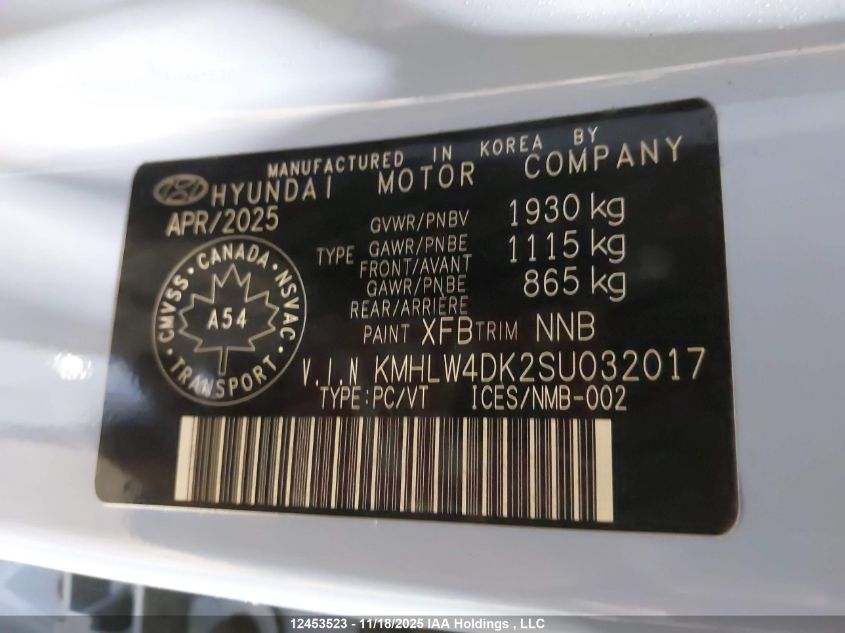 MANUFACTURED IN KOREA BY
HYUNDAI MOTOR COMPANY
APR/2025
GVWR/PNBV 1930 kg
TYPE GAWR/PNBE FRONT/AVANT 1115 kg
GAWR/PNBE REAR/ARRIÈRE 865 kg
PAINT XFB TRIM NNB
CMVSS • CANADA • NSVAC • TRANSPORT •
A54
V.I.N KMHLW4DK2SU032017
TYPE:PC/VT ICES/NMB-002
12453523 - 11/18/2025 IAA Holdings , LLC